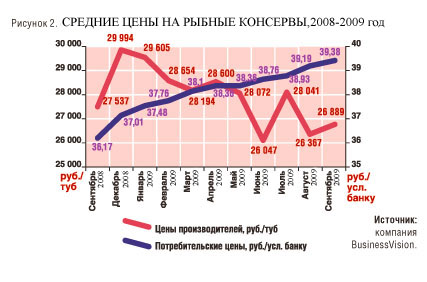 Рисунок 2. СРЕДНИЕ ЦЕНЫ НА РЫБНЫЕ КОНСЕРВЫ,2008-2009 год
30 000
29 000
28 000
27 000
26 000
25 000
руб./
туб
29 994
29 605
28 654
28 600
27 537
28 194
28 072
28 041
26 047
26 367
26 889
36,17
37,01
37,48
37,76
38,1
38,36
38,36
38,76
38,93
39,19
39,38
40
39
38
37
36
35
руб./
усл.
банку
Сентябрь 2008
Декабрь 2008
Январь 2009
Февраль 2009
Март 2009
Апрель 2009
Май 2009
Июнь 2009
Июль 2009
Август 2009
Сентябрь 2009
Цены производителей, руб./туб
Потребительские цены, руб./усл. банку
Источник:
компания
BusinessVision.